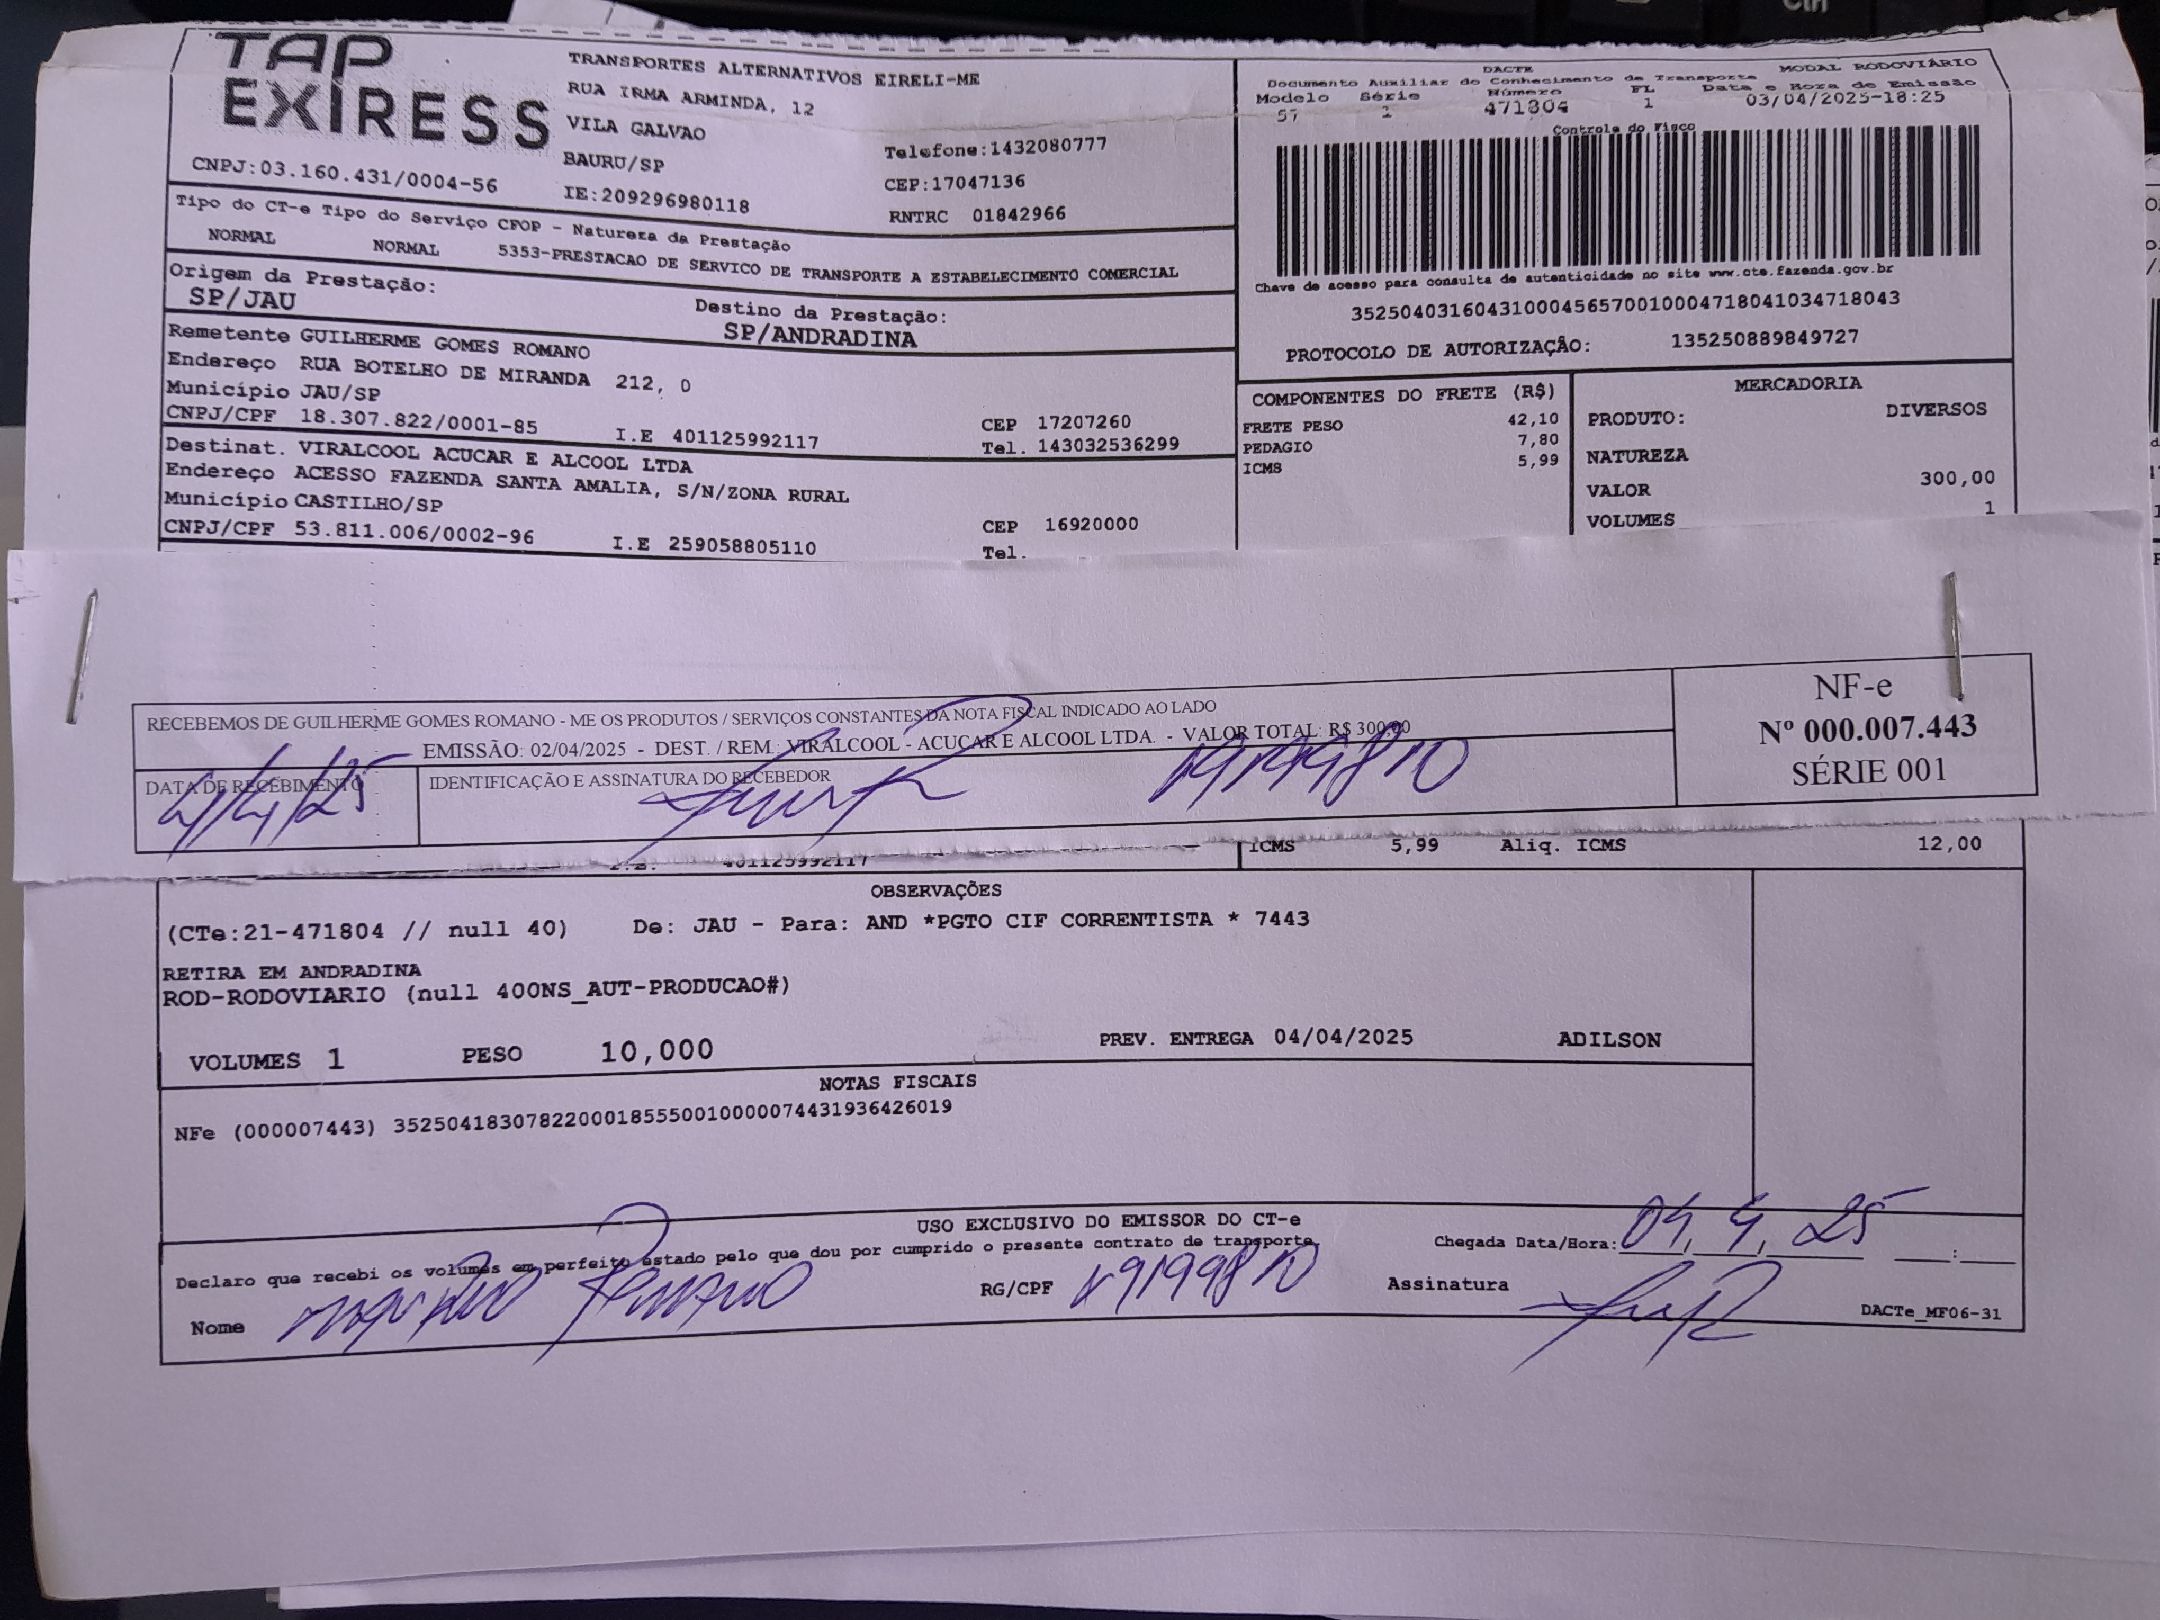 TAP
EXIRESS
CNPJ:03.160.431/0004-56
TRANSPORTES ALTERNATIVOS EIRELI-ME
RUA IRMA ARMINDA, 12
VILA GALVAO
BAURU/SP
IE:209296980118
Telefone:1432080777
CEP:17047136
RNTRC 01842966
DACTE MODAL RODOVIÁRIO
Documento Auxiliar do Conhecimento de Transporte
Modelo Série Número FL Data e Hora de Emissão
57 471804 1 03/04/2025-18:25
Controle do Fisco
Chave de acesso para consulta de autenticidade no site www.cte.fazenda.gov.br
35250403160431000456570010004718041034718043
PROTOCOLO DE AUTORIZAÇÃO: 135250889849727
Tipo do CT-e Tipo do Serviço CFOP - Natureza da Prestação
NORMAL NORMAL 5353-PRESTACAO DE SERVICO DE TRANSPORTE A ESTABELECIMENTO COMERCIAL
Origem da Prestação:
SP/JAU
Destino da Prestação:
SP/ANDRADINA
Remetente GUILHERME GOMES ROMANO
Endereço RUA BOTELHO DE MIRANDA 212, 0
Município JAU/SP
CEP 17207260
CNPJ/CPF 18.307.822/0001-85 I.E 401125992117 Tel. 143032536299
Destinat. VIRALCOOL ACUCAR E ALCOOL LTDA
Endereço ACESSO FAZENDA SANTA AMALIA, S/N/ZONA RURAL
Município CASTILHO/SP
CEP 16920000
CNPJ/CPF 53.811.006/0002-96 I.E 259058805110 Tel.
COMPONENTES DO FRETE (R$)
FRETE PESO 42,10
PEDAGIO 7,80
ICMS 5,99
MERCADORIA
PRODUTO: DIVERSOS
NATUREZA
VALOR 300,00
VOLUMES 1
RECEBEMOS DE GUILHERME GOMES ROMANO - ME OS PRODUTOS / SERVIÇOS CONSTANTES DA NOTA FISCAL INDICADO AO LADO
EMISSÃO: 02/04/2025 - DEST. / REM.: VIRALCOOL - ACUCAR E ALCOOL LTDA. - VALOR TOTAL: R$ 300,00
DATA DE RECEBIMENTO
4/4/25
IDENTIFICAÇÃO E ASSINATURA DO RECEBEDOR
NF-e
Nº 000.007.443
SÉRIE 001
401125992117
ICMS 5,99 Aliq. ICMS 12,00
OBSERVAÇÕES
(CTe:21-471804 // null 40) De: JAU - Para: AND *PGTO CIF CORRENTISTA * 7443
RETIRA EM ANDRADINA
ROD-RODOVIARIO (null 400NS_AUT-PRODUCAO#)
VOLUMES 1 PESO 10,000 PREV. ENTREGA 04/04/2025 ADILSON
NOTAS FISCAIS
NFe (000007443) 35250418307822000185550010000074431936426019
USO EXCLUSIVO DO EMISSOR DO CT-e
Declaro que recebi os volumes em perfeito estado pelo que dou por cumprido o presente contrato de transporte.
Chegada Data/Hora: 04, 4, 25 :
Nome
RG/CPF
Assinatura
DACTe_MF06-31